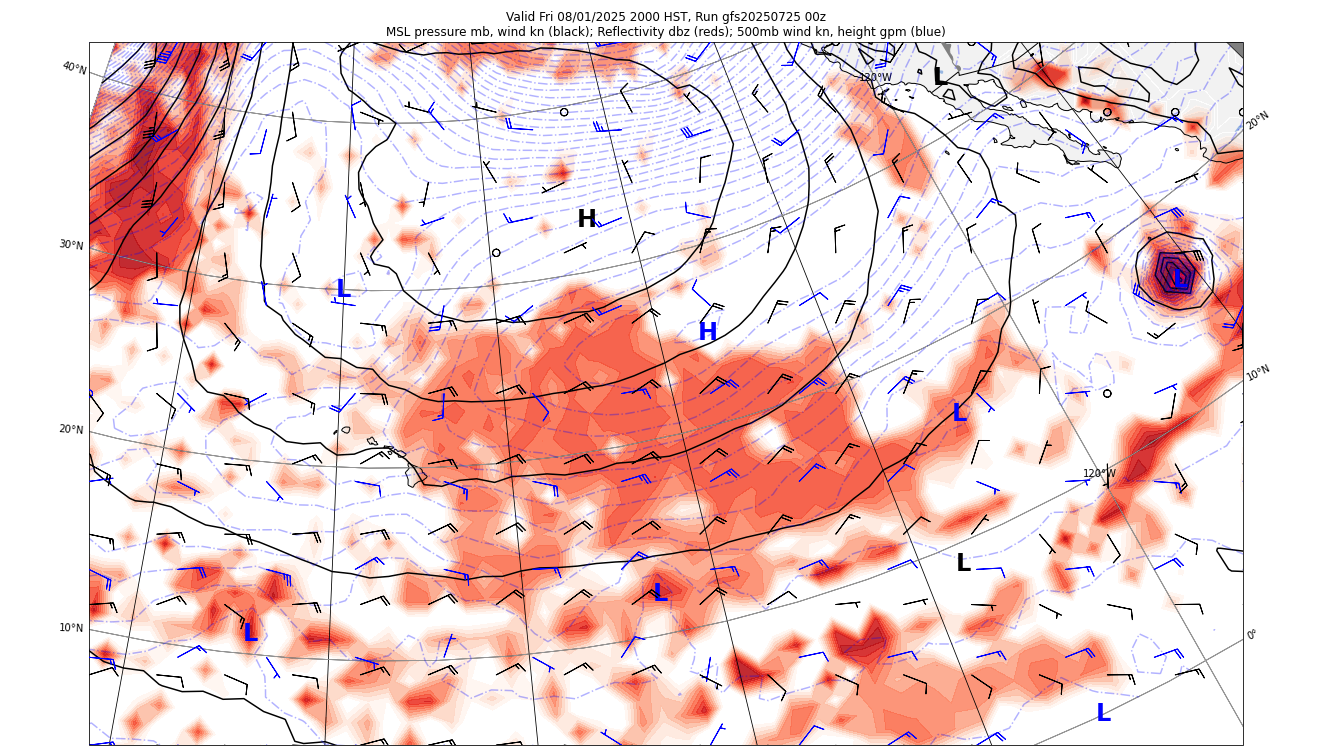 Valid Fri 08/01/2025 2000 HST, Run gfs20250725 00z
MSL pressure mb, wind kn (black); Reflectivity dbz (reds); 500mb wind kn, height gpm (blue)
40°N
120°W
L
20°N
H
30°N
L
L
H
10°N
L
20°N
120°W
L
L
10°N
L
0°
L